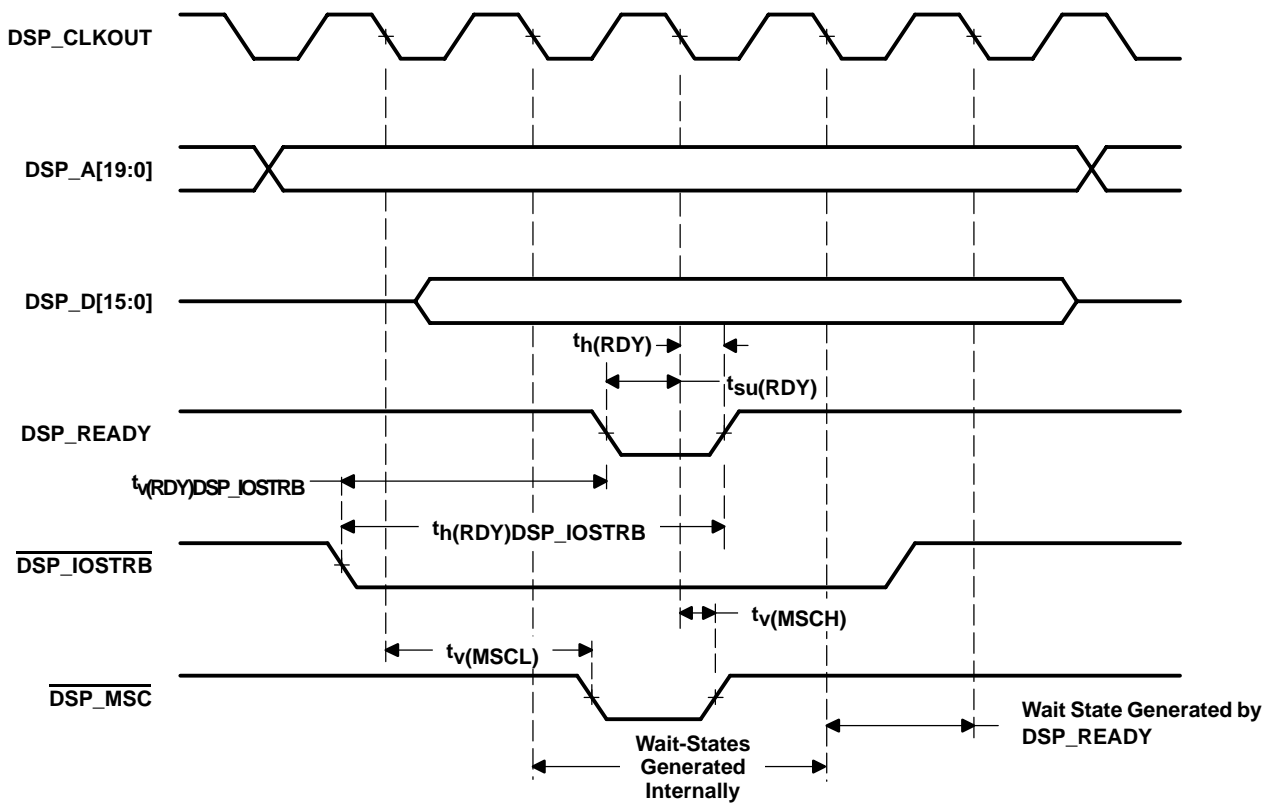 DSP_CLKOUT
DSP_A[19:0]
DSP_D[15:0]
th(RDY)
tsu(RDY)
DSP_READY
tv(RDY)DSP_IOSTRB
th(RDY)DSP_IOSTRB
DSP_IOSTRB
tv(MSCH)
tv(MSCL)
DSP_MSC
Wait-States
Generated
Internally
Wait State Generated by
DSP_READY